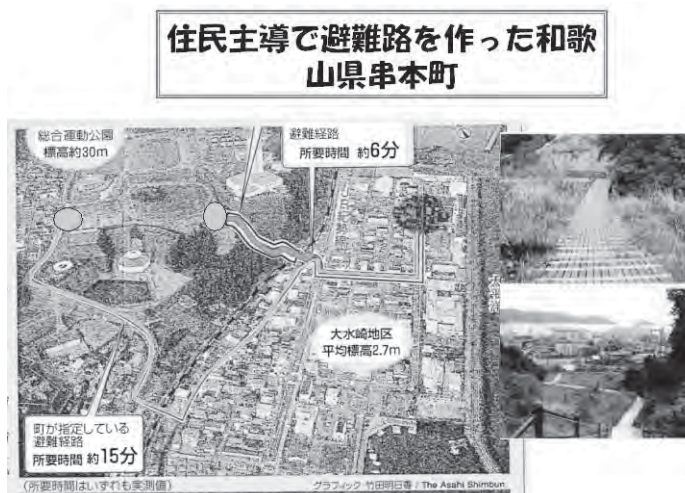 住民主導で避難路を作った和歌
山県串本町
総合運動公園
標高約30m
避難経路
所要時間 約6分
大水崎地区
平均標高2.7m
町が指定している
避難経路
所要時間 約15分
(所要時間はいずれも実測値)
グラフィック 竹田明日香 / The Asahi Shimbun